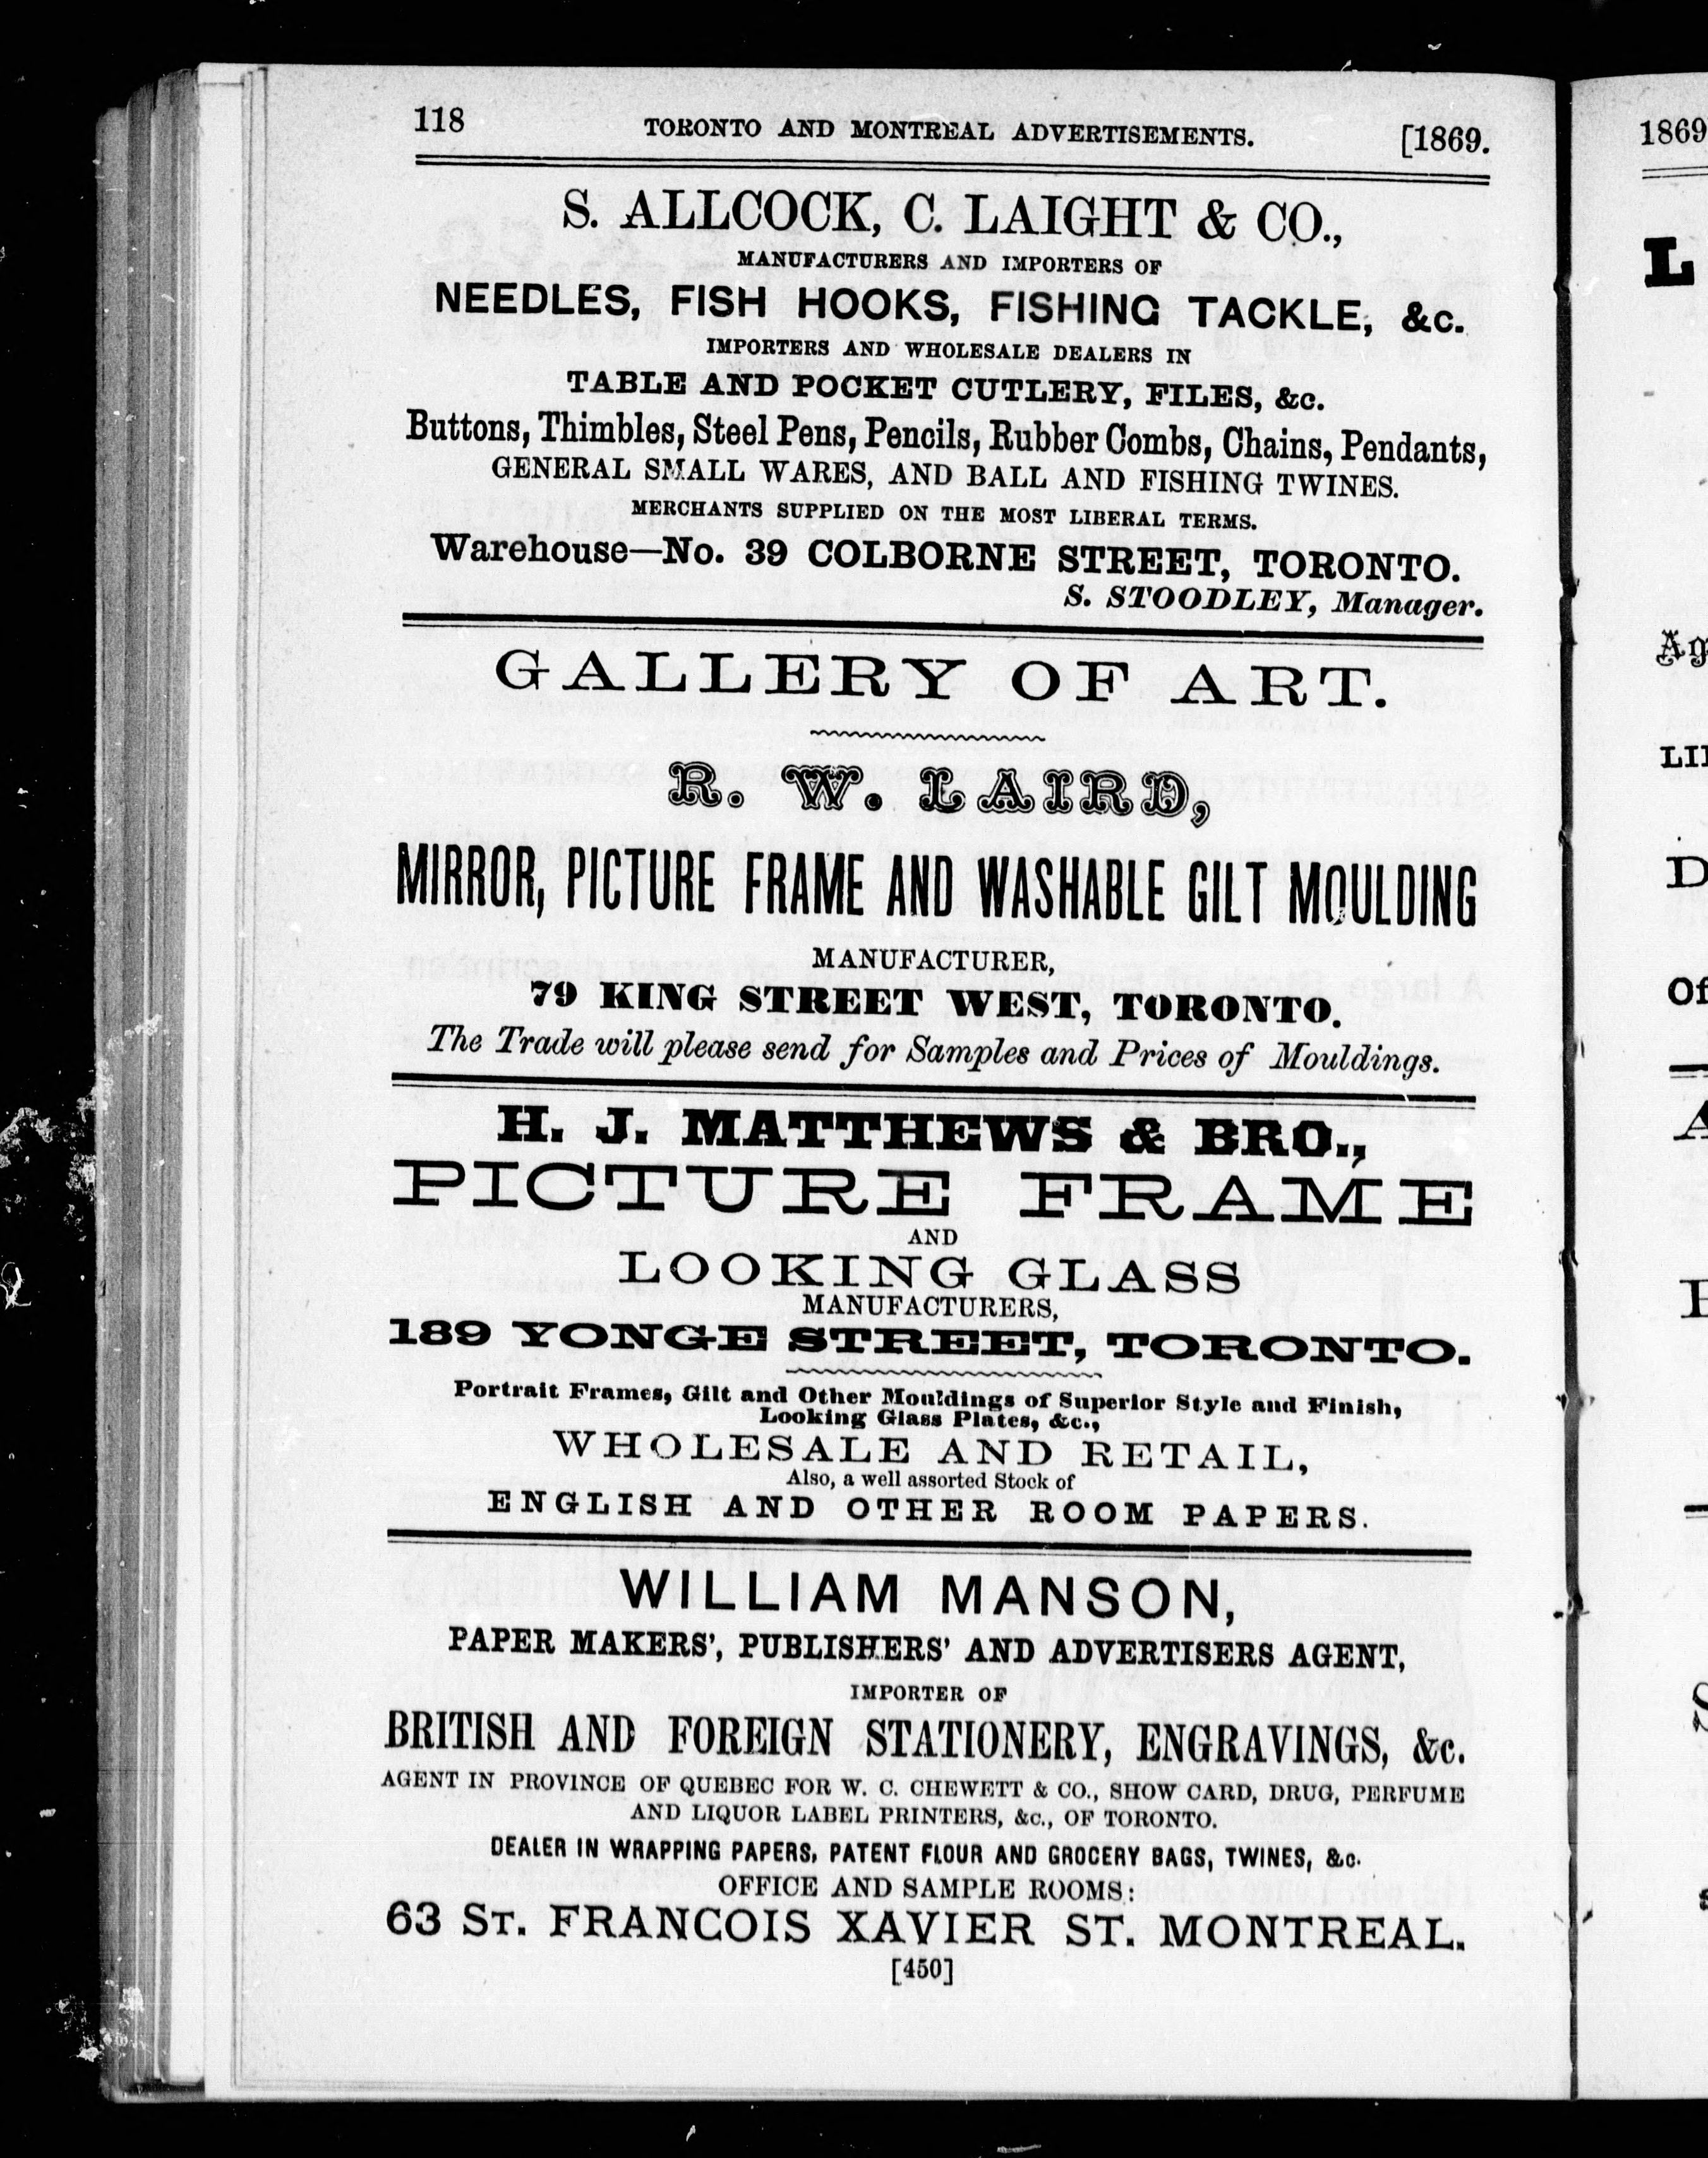 118 TORONTO AND MONTREAL ADVERTISEMENTS. [1869.
S. ALLCOCK, C. LAIGHT & CO.,
MANUFACTURERS AND IMPORTERS OF
NEEDLES, FISH HOOKS, FISHING TACKLE, &c.
IMPORTERS AND WHOLESALE DEALERS IN
TABLE AND POCKET CUTLERY, FILES, &c.
Buttons, Thimbles, Steel Pens, Pencils, Rubber Combs, Chains, Pendants,
GENERAL SMALL WARES, AND BALL AND FISHING TWINES.
MERCHANTS SUPPLIED ON THE MOST LIBERAL TERMS.
Warehouse—No. 39 COLBORNE STREET, TORONTO.
S. STOODLEY, Manager.
GALLERY OF ART.
R. W. LAIRD,
MIRROR, PICTURE FRAME AND WASHABLE GILT MOULDING
MANUFACTURER,
79 KING STREET WEST, TORONTO.
The Trade will please send for Samples and Prices of Mouldings.
H. J. MATTHEWS & BRO.,
PICTURE FRAME
AND
LOOKING GLASS
MANUFACTURERS,
189 YONGE STREET, TORONTO.
Portrait Frames, Gilt and Other Mouldings of Superior Style and Finish,
Looking Glass Plates, &c.,
WHOLESALE AND RETAIL,
Also, a well assorted Stock of
ENGLISH AND OTHER ROOM PAPERS.
WILLIAM MANSON,
PAPER MAKERS', PUBLISHERS' AND ADVERTISERS AGENT,
IMPORTER OF
BRITISH AND FOREIGN STATIONERY, ENGRAVINGS, &c.
AGENT IN PROVINCE OF QUEBEC FOR W. C. CHEWETT & CO., SHOW CARD, DRUG, PERFUME
AND LIQUOR LABEL PRINTERS, &c., OF TORONTO.
DEALER IN WRAPPING PAPERS, PATENT FLOUR AND GROCERY BAGS, TWINES, &c.
OFFICE AND SAMPLE ROOMS:
63 ST. FRANCOIS XAVIER ST. MONTREAL.
[450]
1869